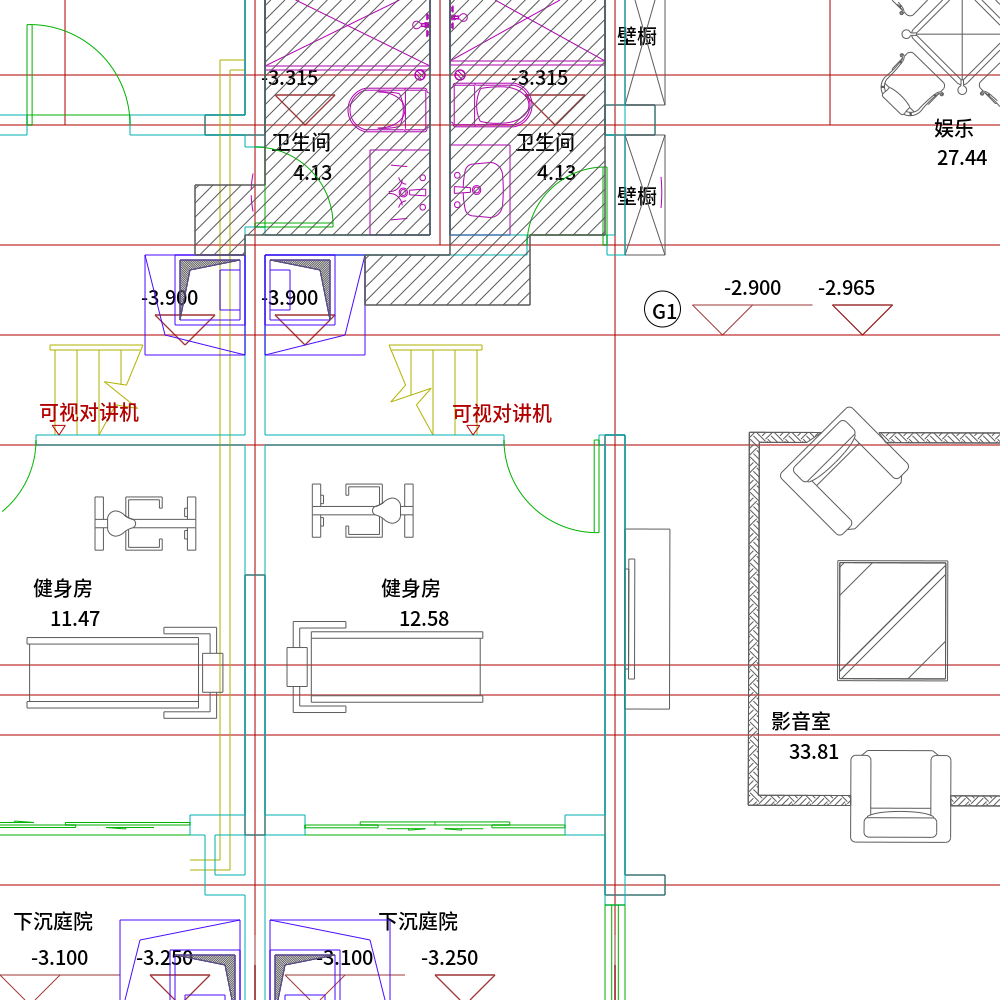 壁橱
-3.315
-3.315
娱乐
27.44
卫生间
4.13
卫生间
4.13
壁橱
-3.900
-3.900
G1
-2.900
-2.965
可视对讲机
可视对讲机
健身房
11.47
健身房
12.58
影音室
33.81
下沉庭院
下沉庭院
-3.100
-3.250
-3.100
-3.250